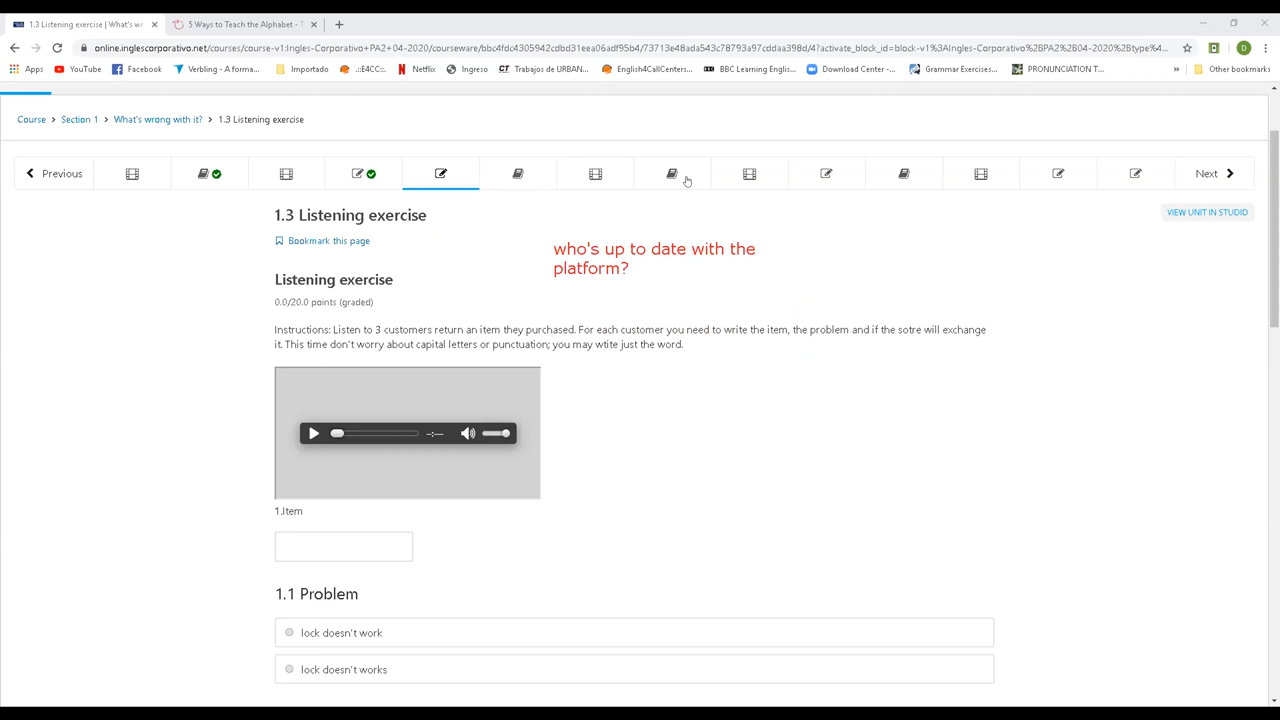 1.3 Listening exercise | What's wr
5 Ways to Teach the Alphabet - T
online.inglescorporativo.net/courses/course-v1:Ingles-Corporativo+PA2+04-2020/courseware/bbc4fdc4305942cdbd31eea06adf95b4/73713e48ada543c78793a97cddaa398d/4?activate_block_id=block-v1%3AIngles-Corporativo%2BPA2%2B04-2020%2Btype%4...
D
Apps YouTube Facebook Verbling - A forma... Importado .::E4CC::. Netflix Ingreso Trabajos de URBAN... English4CallCenters... BBC Learning Englis... Download Center -... Grammar Exercises... PRONUNCIATION T... » Other bookmarks
Course > Section 1 > What's wrong with it? > 1.3 Listening exercise
Previous
Next
1.3 Listening exercise
VIEW UNIT IN STUDIO
Bookmark this page
who's up to date with the
platform?
Listening exercise
0.0/20.0 points (graded)
Instructions: Listen to 3 customers return an item they purchased. For each customer you need to write the item, the problem and if the sotre will exchange
it. This time don't worry about capital letters or punctuation; you may wtite just the word.
--:--
1.Item
1.1 Problem
lock doesn't work
lock doesn't works